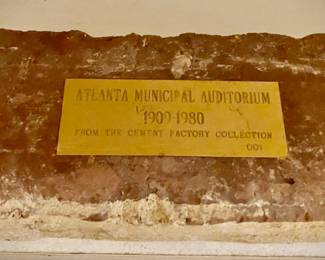 ATLANTA MUNICIPAL AUDITORIUM
1909-1980
FROM THE CEMENT FACTORY COLLECTION
001